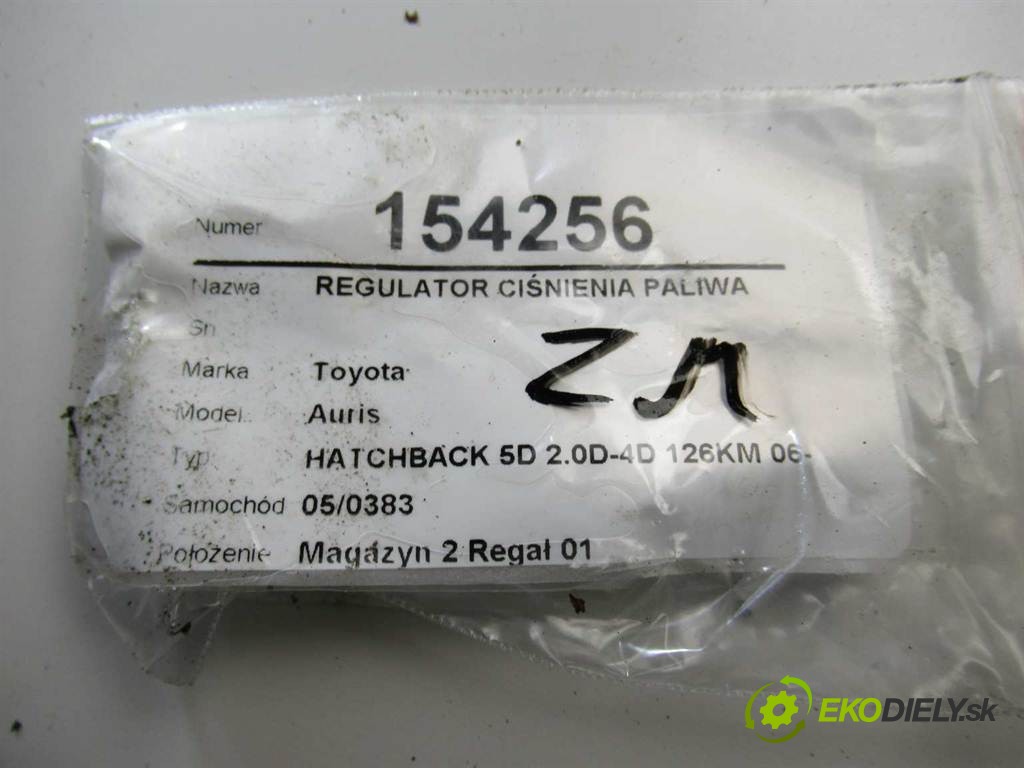 Numer 154256
Nazwa REGULATOR CIŚNIENIA PALIWA
Sn
Marka Toyota
Model Auris
Typ HATCHBACK 5D 2.0D-4D 126KM 06-
Samochód 05/0383
Położenie Magazyn 2 Regał 01
EKODIELY.sk